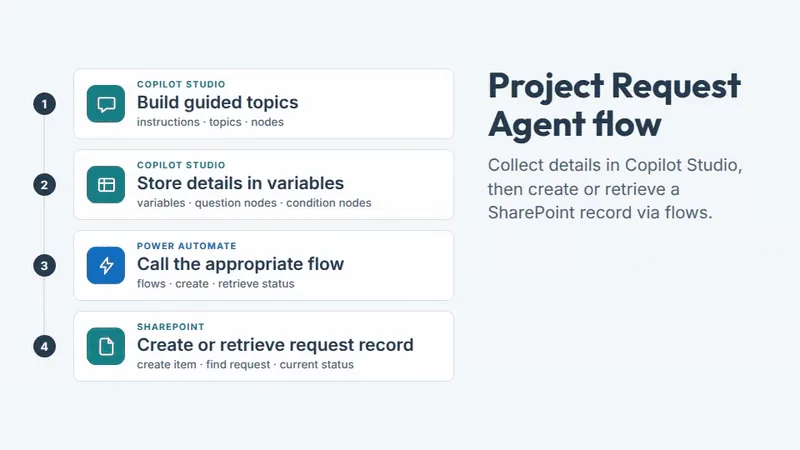 1
COPILOT STUDIO
Build guided topics
instructions · topics · nodes
2
COPILOT STUDIO
Store details in variables
variables · question nodes · condition nodes
3
POWER AUTOMATE
Call the appropriate flow
flows · create · retrieve status
4
SHAREPOINT
Create or retrieve request record
create item · find request · current status
Project Request
Agent flow
Collect details in Copilot Studio,
then create or retrieve a
SharePoint record via flows.